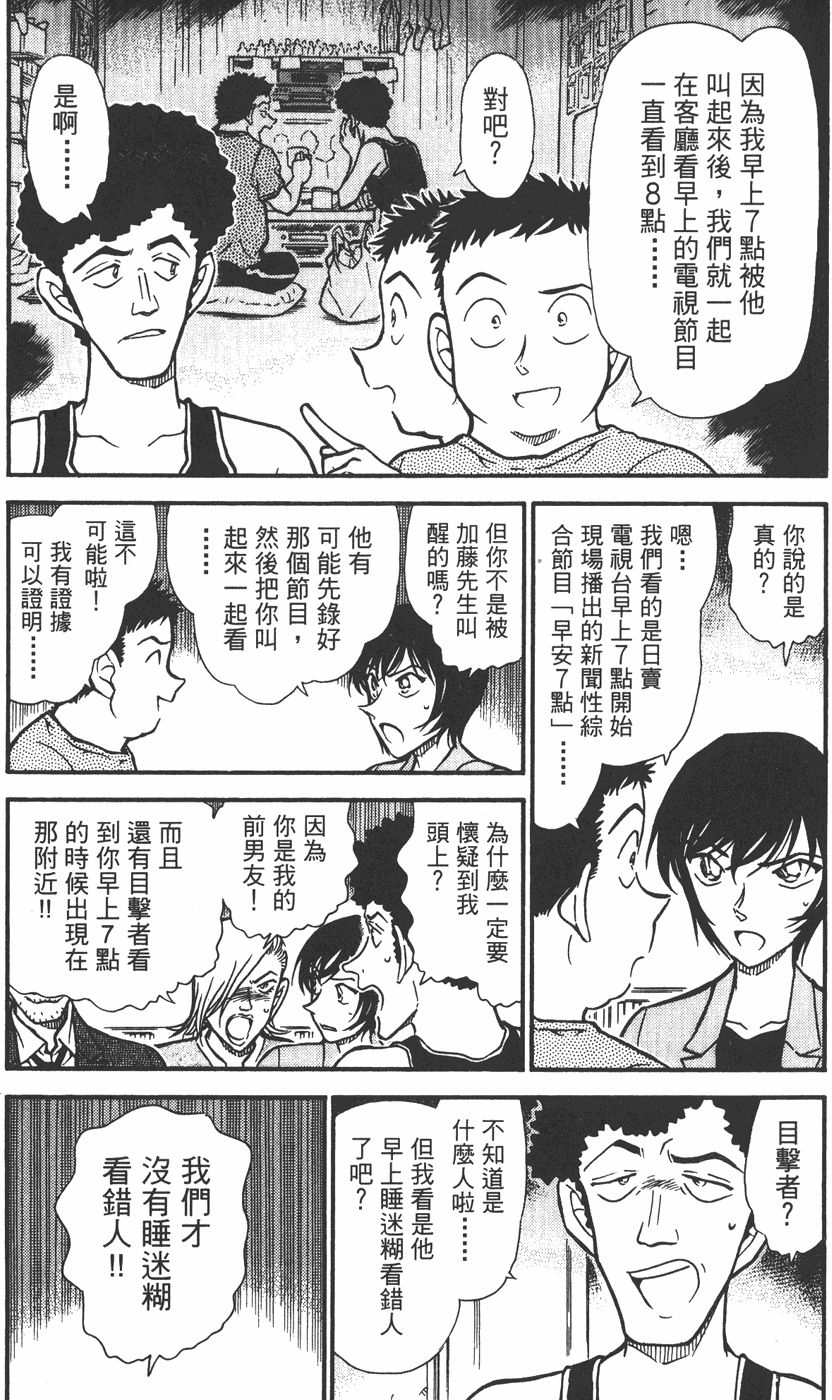 因為我早上7點被他
叫起來後，我們就一起
在客廳看早上的電視節目
一直看到8點……
對吧？
是啊……
你說的是
真的？
嗯…
我們看的是日賣
電視台早上7點開始
現場播出的新聞性綜
合節目「早安7點」……
但你不是被
加藤先生叫
醒的嗎？
他有
可能先錄好
那個節目，
然後把你叫
起來一起看
……
這不
可能啦！
我有證據
可以證明……
為什麼一定要
懷疑到我
頭上？
因為
你是我的
前男友！
而且
還有目擊者看
到你早上7點
的時候出現在
那附近！！
目擊者？
不知道是
什麼人啦……
但我看是他
早上睡迷糊看錯人
了吧？
我們才
沒有睡迷糊
看錯人！！